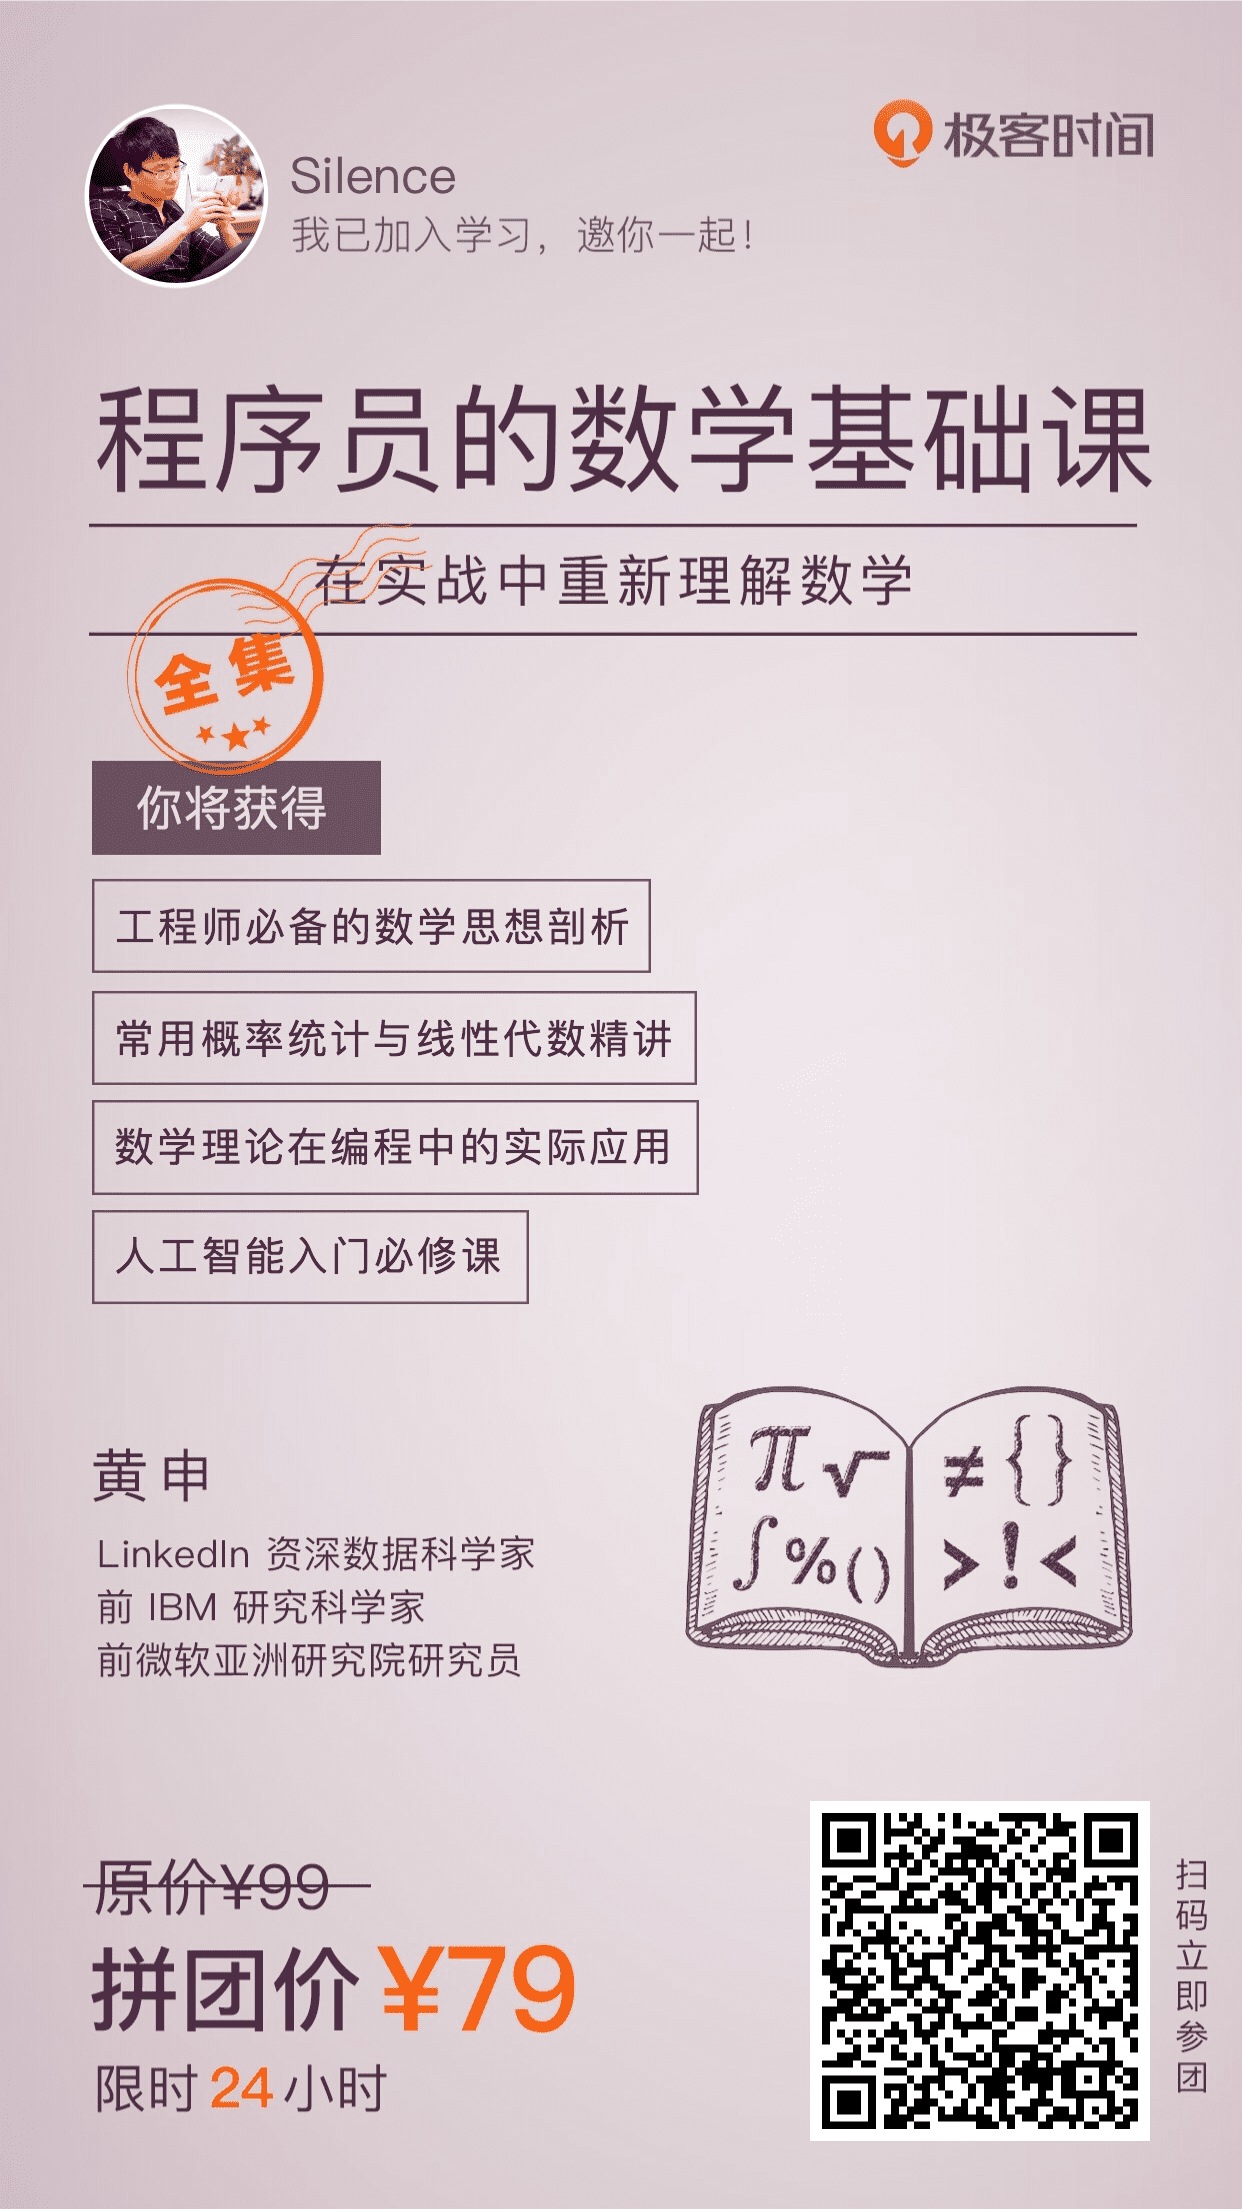 极客时间
Silence
我已加入学习，邀你一起！
程序员的数学基础课
在实战中重新理解数学
全集
你将获得
工程师必备的数学思想剖析
常用概率统计与线性代数精讲
数学理论在编程中的实际应用
人工智能入门必修课
π√ ≠{}
∫%() >!<
黄申
LinkedIn 资深数据科学家
前 IBM 研究科学家
前微软亚洲研究院研究员
原价¥99
拼团价¥79
限时24小时
扫码立即参团